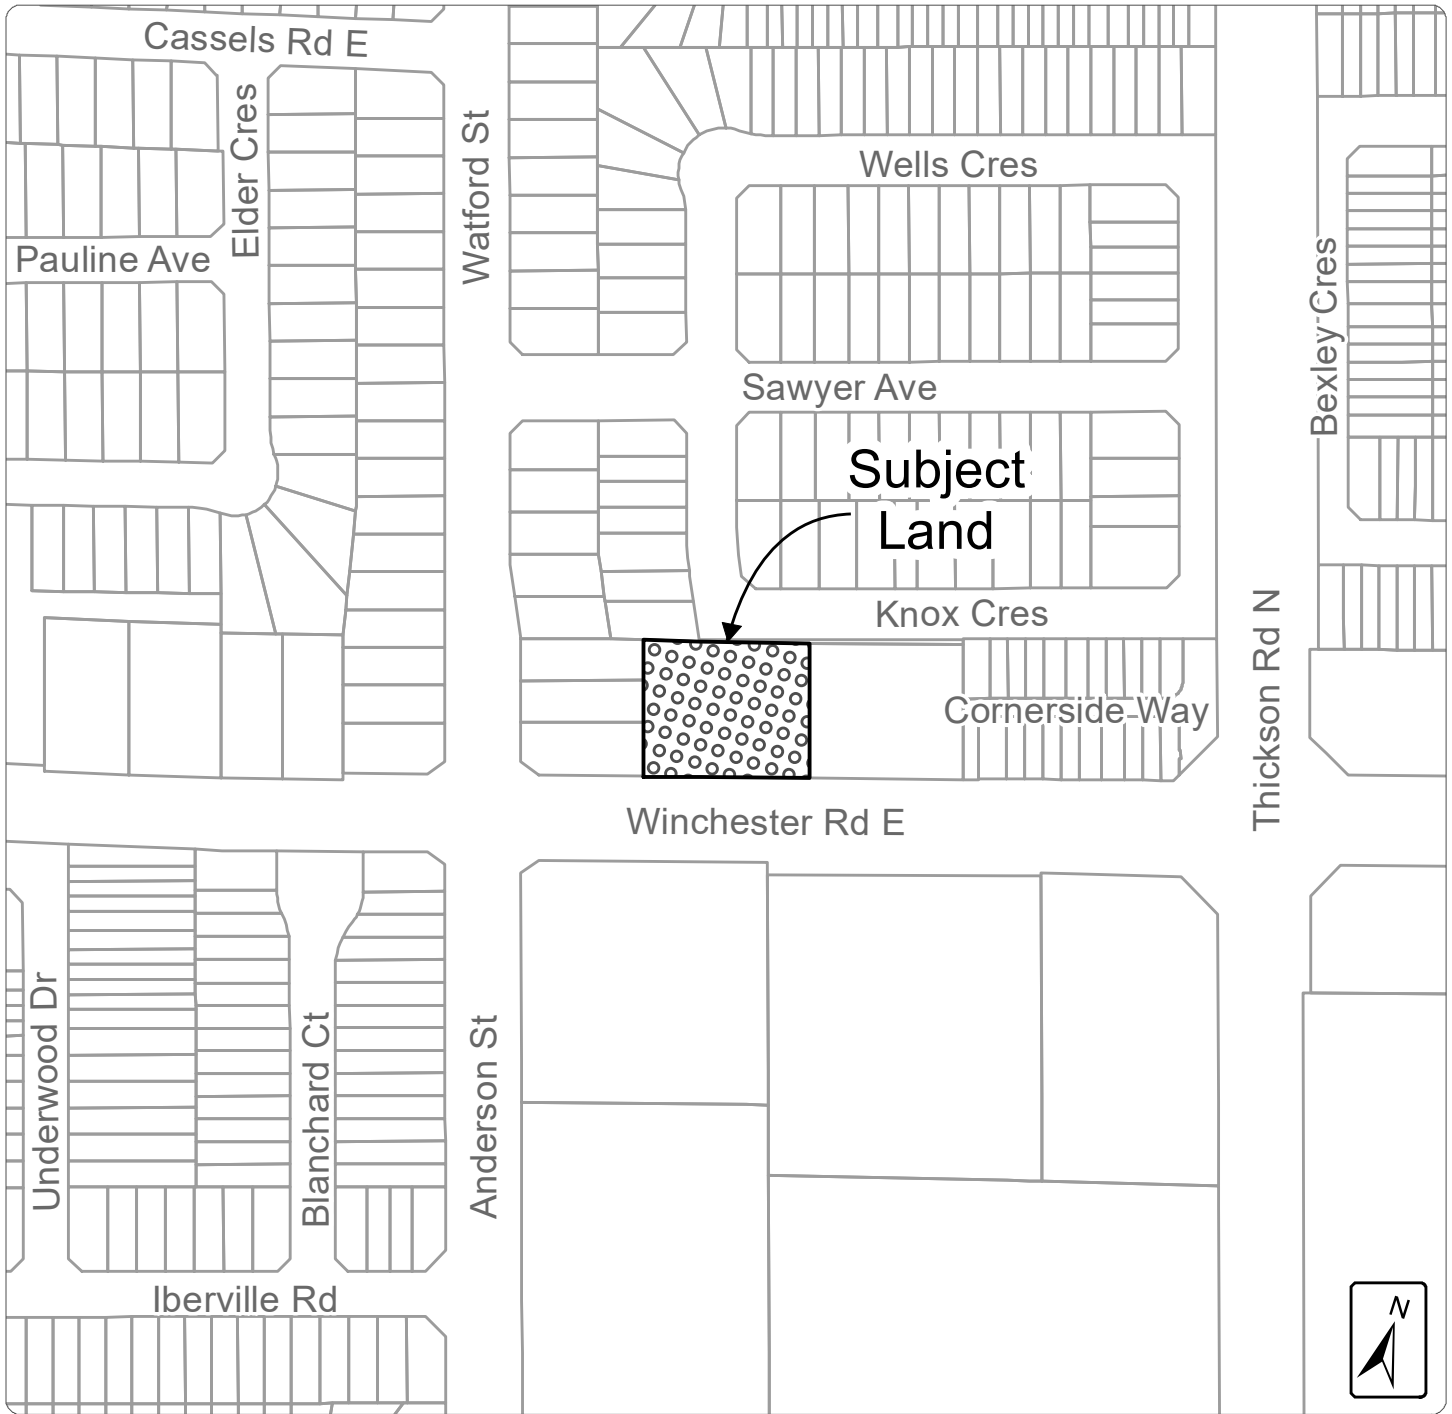 Cassels Rd E
Elder Cres
Watford St
Wells Cres
Pauline Ave
Bexley Cres
Sawyer Ave
Subject
Land
Knox Cres
Thickson Rd N
Cornerside Way
Winchester Rd E
Underwood Dr
Blanchard Ct
Anderson St
Iberville Rd
N